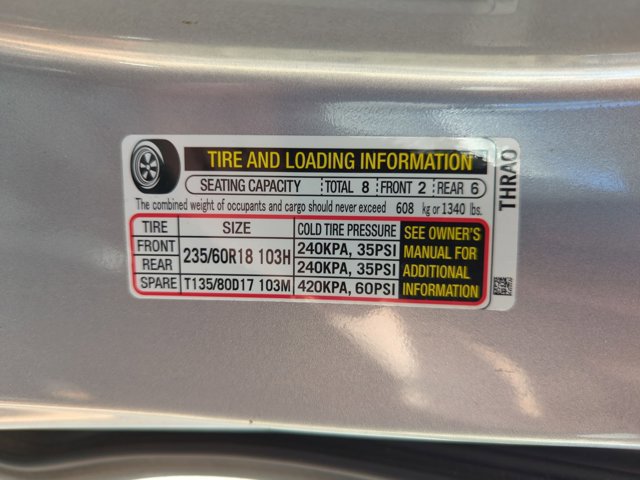 TIRE AND LOADING INFORMATION
SEATING CAPACITY TOTAL 8 FRONT 2 REAR 6
The combined weight of occupants and cargo should never exceed 608 kg or 1340 lbs.
TIRE SIZE COLD TIRE PRESSURE
FRONT 235/60R18 103H 240KPA, 35PSI
REAR 240KPA, 35PSI
SPARE T135/80D17 103M 420KPA, 60PSI
SEE OWNER'S
MANUAL FOR
ADDITIONAL
INFORMATION
THRAO